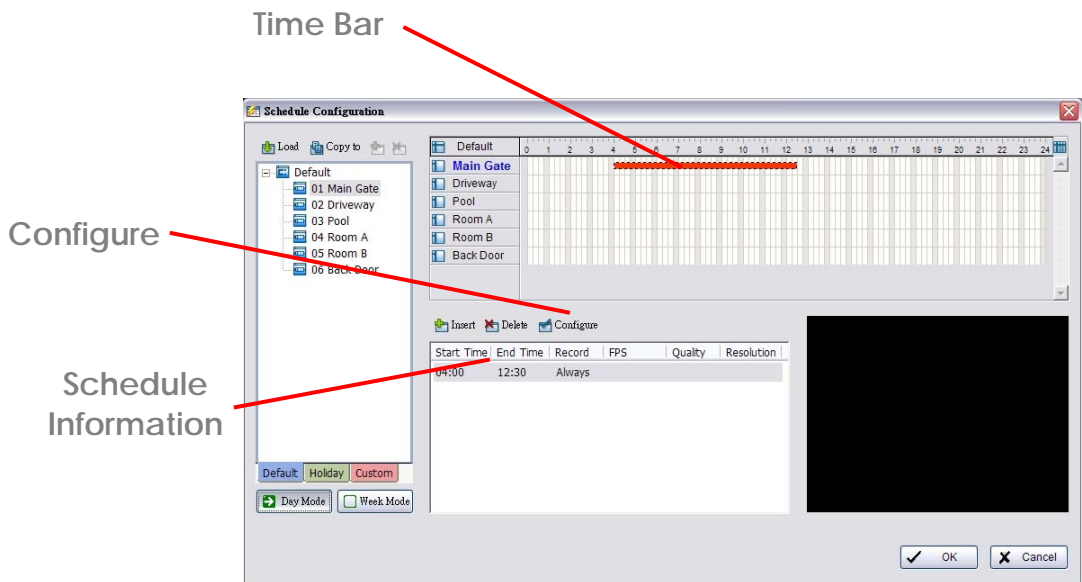 Time Bar
Schedule Configuration
Load Copy to
Default 0 1 2 3 4 5 6 7 8 9 10 11 12 13 14 15 16 17 18 19 20 21 22 23 24
Main Gate
Driveway
Pool
Room A
Room B
Back Door
Default
01 Main Gate
02 Driveway
03 Pool
04 Room A
05 Room B
06 Back Door
Configure
Insert Delete Configure
Start Time End Time Record FPS Quality Resolution
04:00 12:30 Always
Schedule
Information
Default Holiday Custom
Day Mode Week Mode
OK Cancel